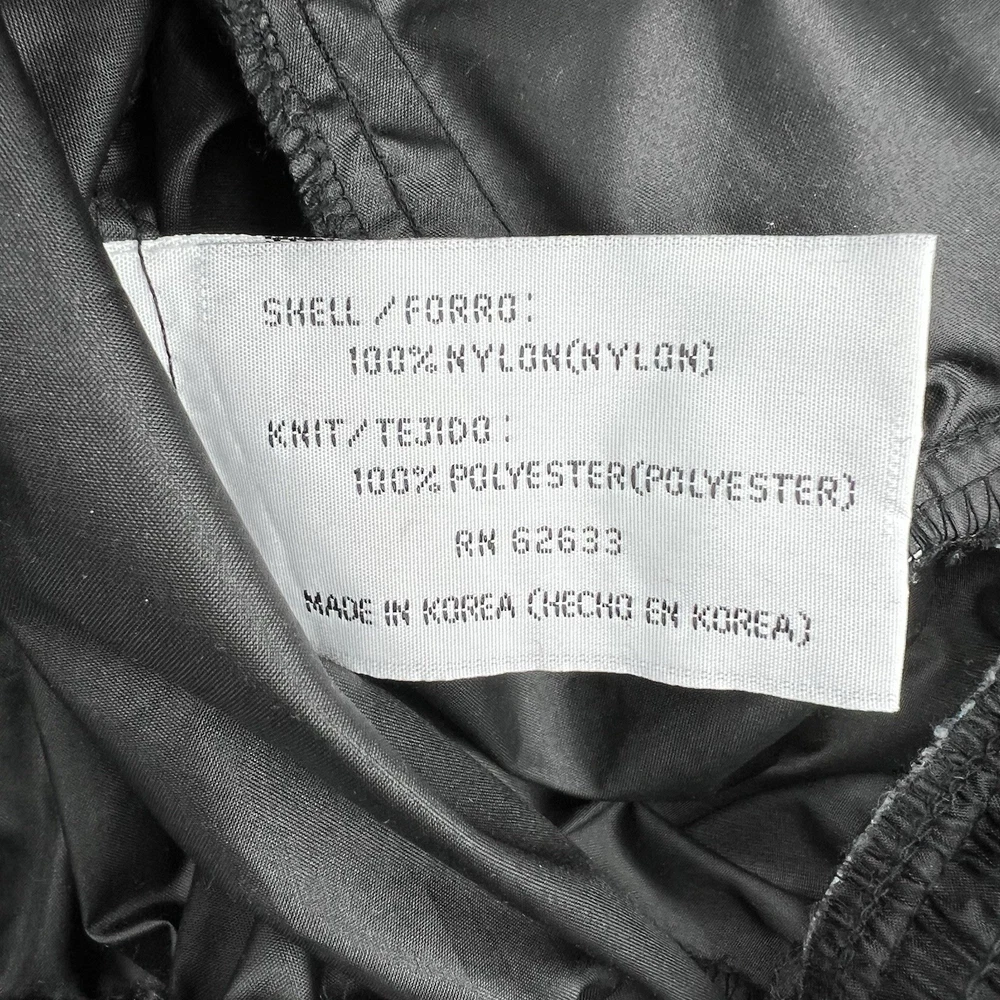 SHELL/FORRO:
100% NYLON(NYLON)
KNIT/TEJIDO:
100% POLYESTER(POLYESTER)
RN 62633
MADE IN KOREA (HECHO EN KOREA)